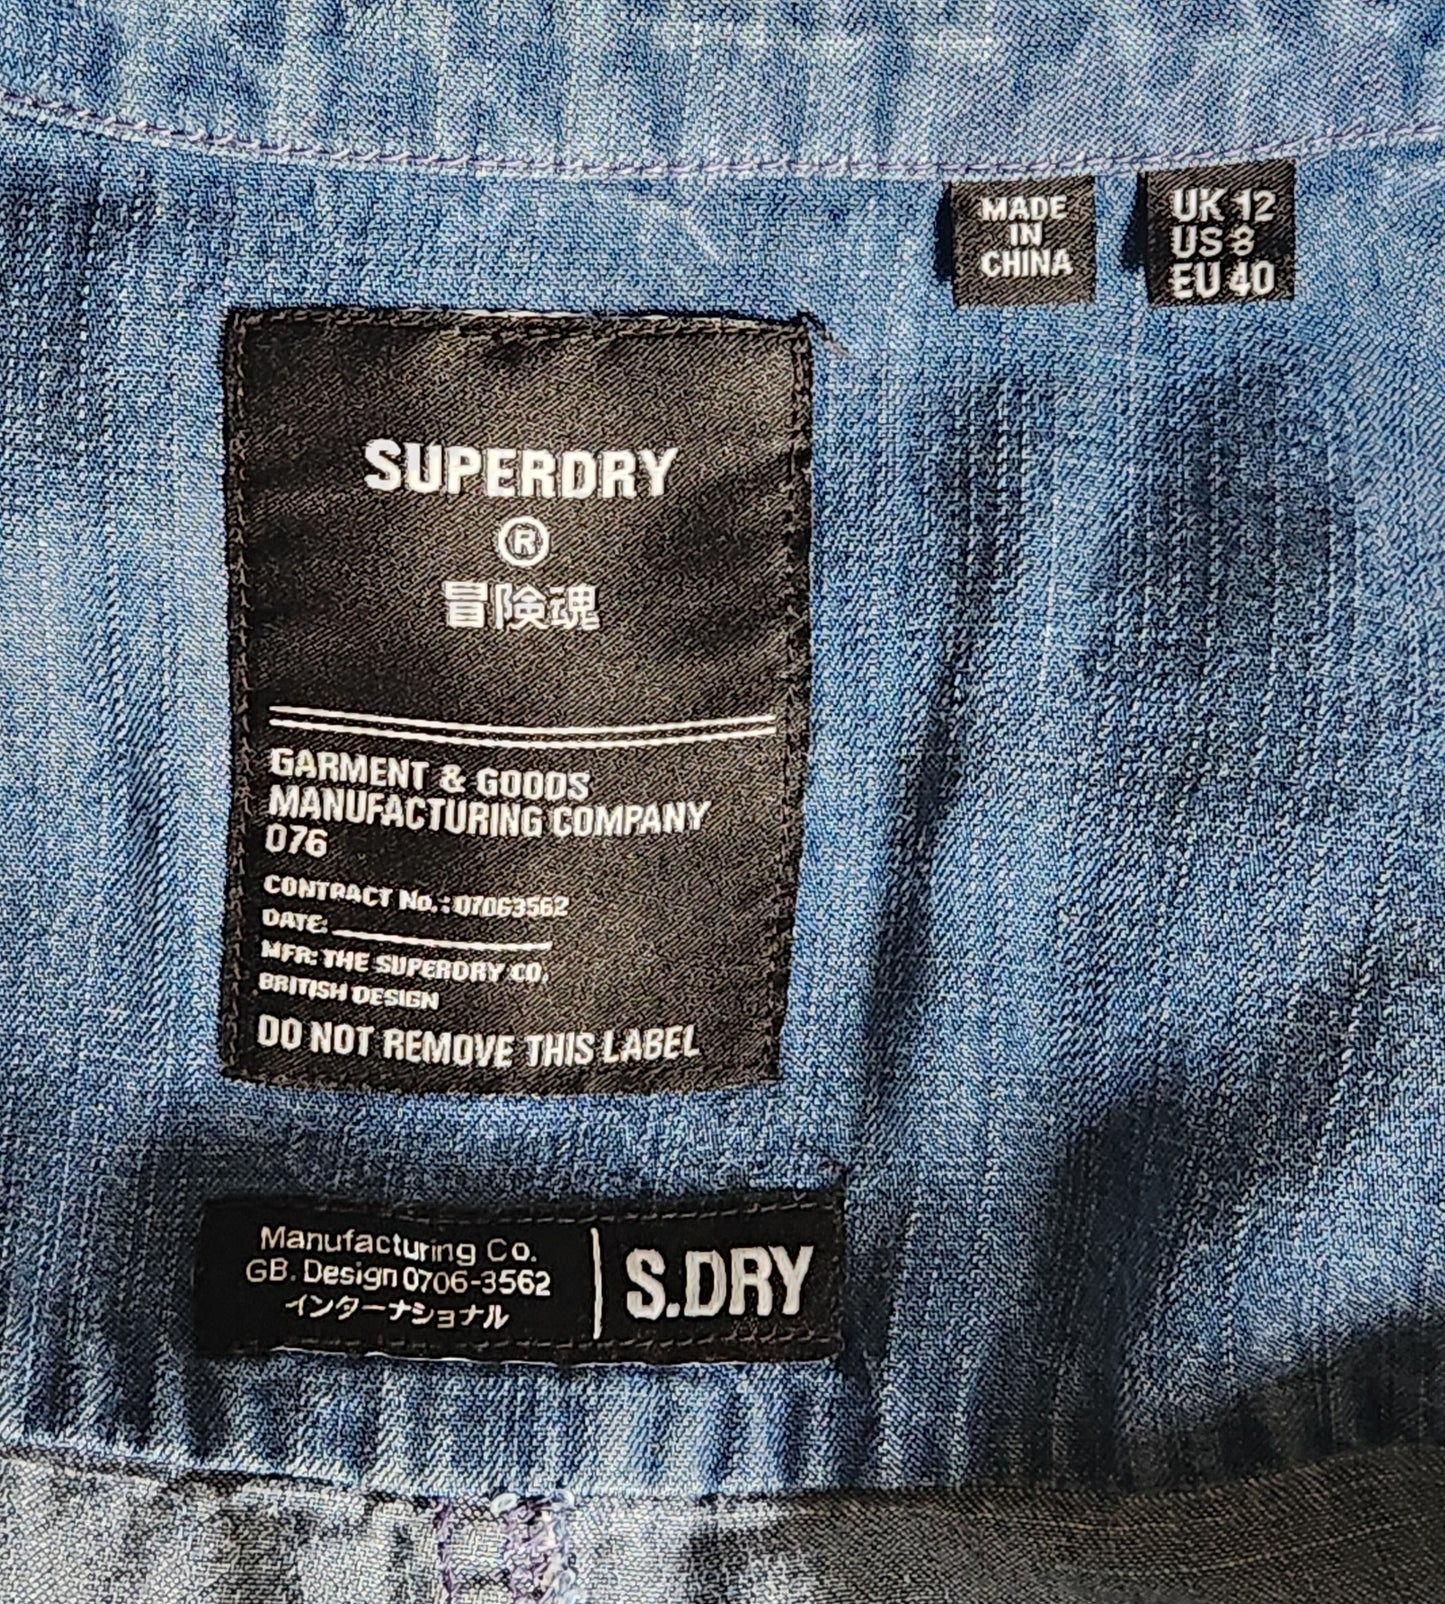 MADE
IN
CHINA
UK 12
US 8
EU 40
SUPERDRY
®
冒険魂
GARMENT & GOODS
MANUFACTURING COMPANY
076
CONTRACT No.: 07063562
DATE:
MFR: THE SUPERDRY CO.
BRITISH DESIGN
DO NOT REMOVE THIS LABEL
Manufacturing Co.
GB. Design 0706-3562
インターナショナル
S.DRY